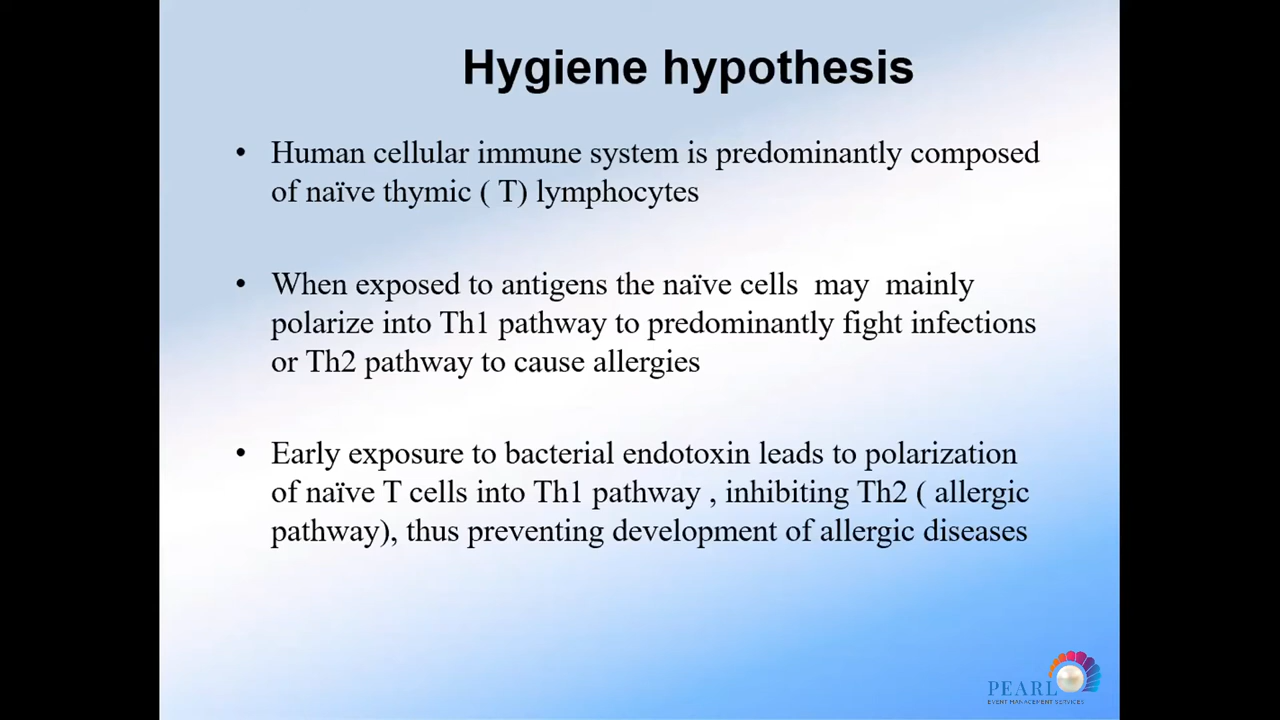 Hygiene hypothesis
• Human cellular immune system is predominantly composed
of naïve thymic ( T) lymphocytes
• When exposed to antigens the naïve cells  may  mainly
polarize into Th1 pathway to predominantly fight infections
or Th2 pathway to cause allergies
• Early exposure to bacterial endotoxin leads to polarization
of naïve T cells into Th1 pathway , inhibiting Th2 ( allergic
pathway), thus preventing development of allergic diseases
PEARL
EVENT MANAGEMENT SERVICES